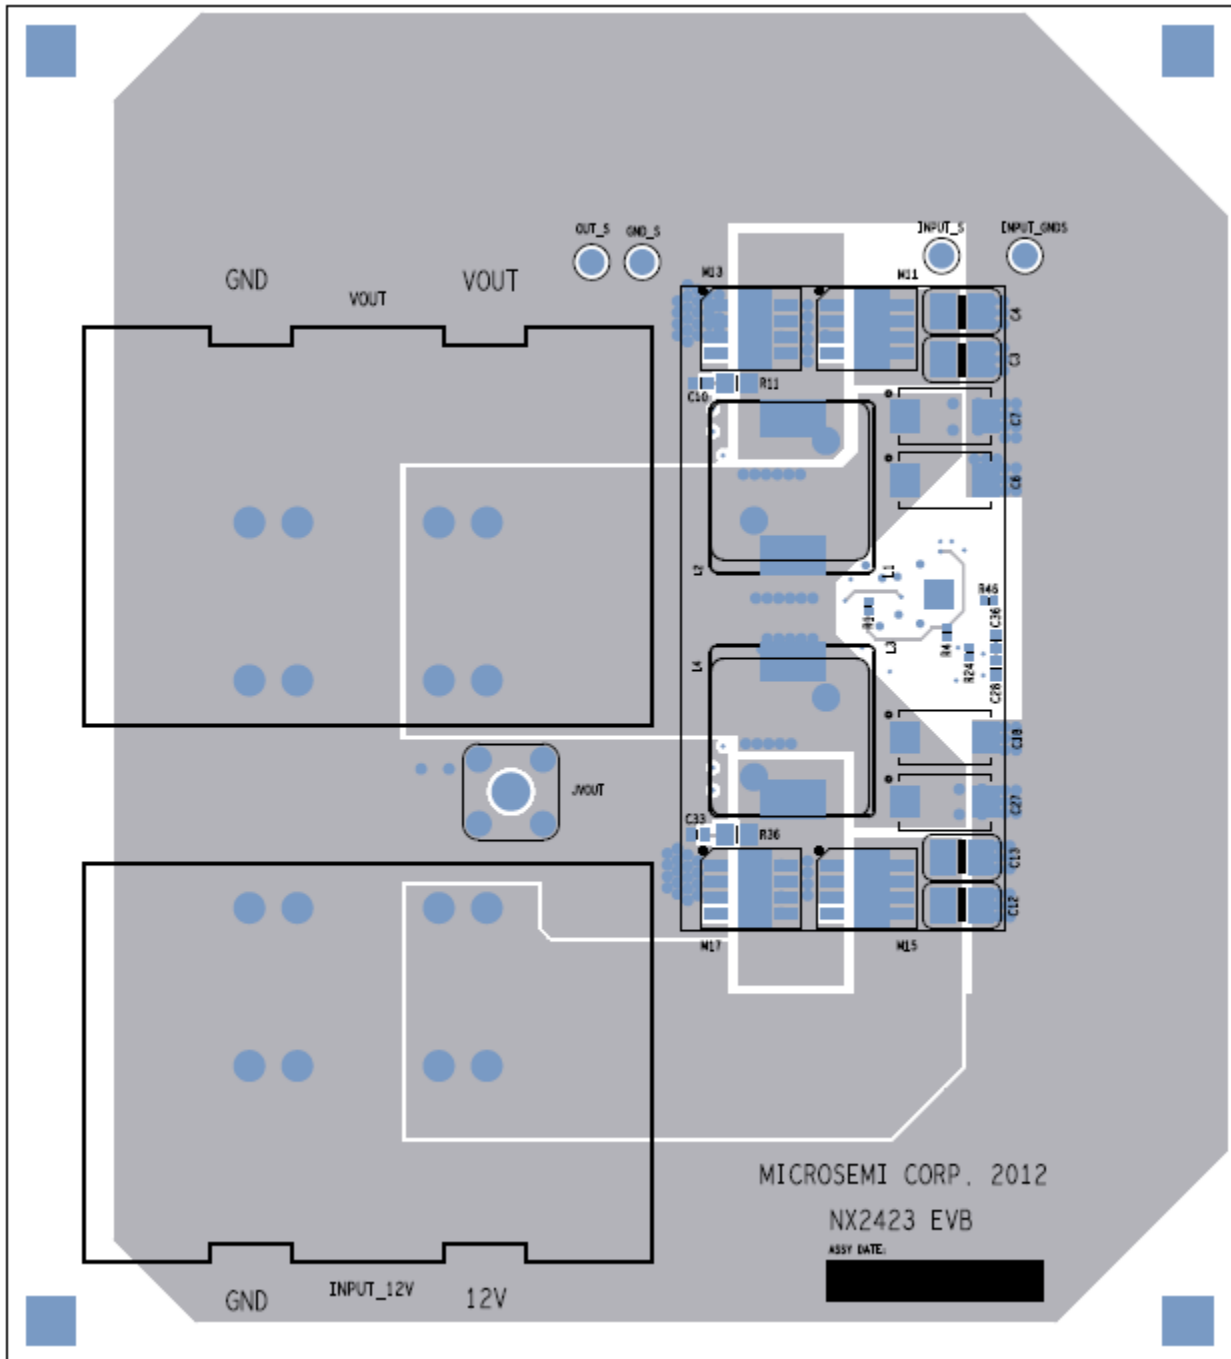 OUT_S
GND_S
INPUT_S
INPUT_GNDS
GND
VOUT
VOUT
M13
M11
C4
C3
C10
R11
C7
C6
L2
L1
R1
R46
C36
L4
L3
R4
R24
C28
C18
C27
JVOUT
C33
R36
C13
C12
M17
M15
MICROSEMI CORP. 2012
NX2423 EVB
ASSY DATE:
GND
INPUT_12V
12V